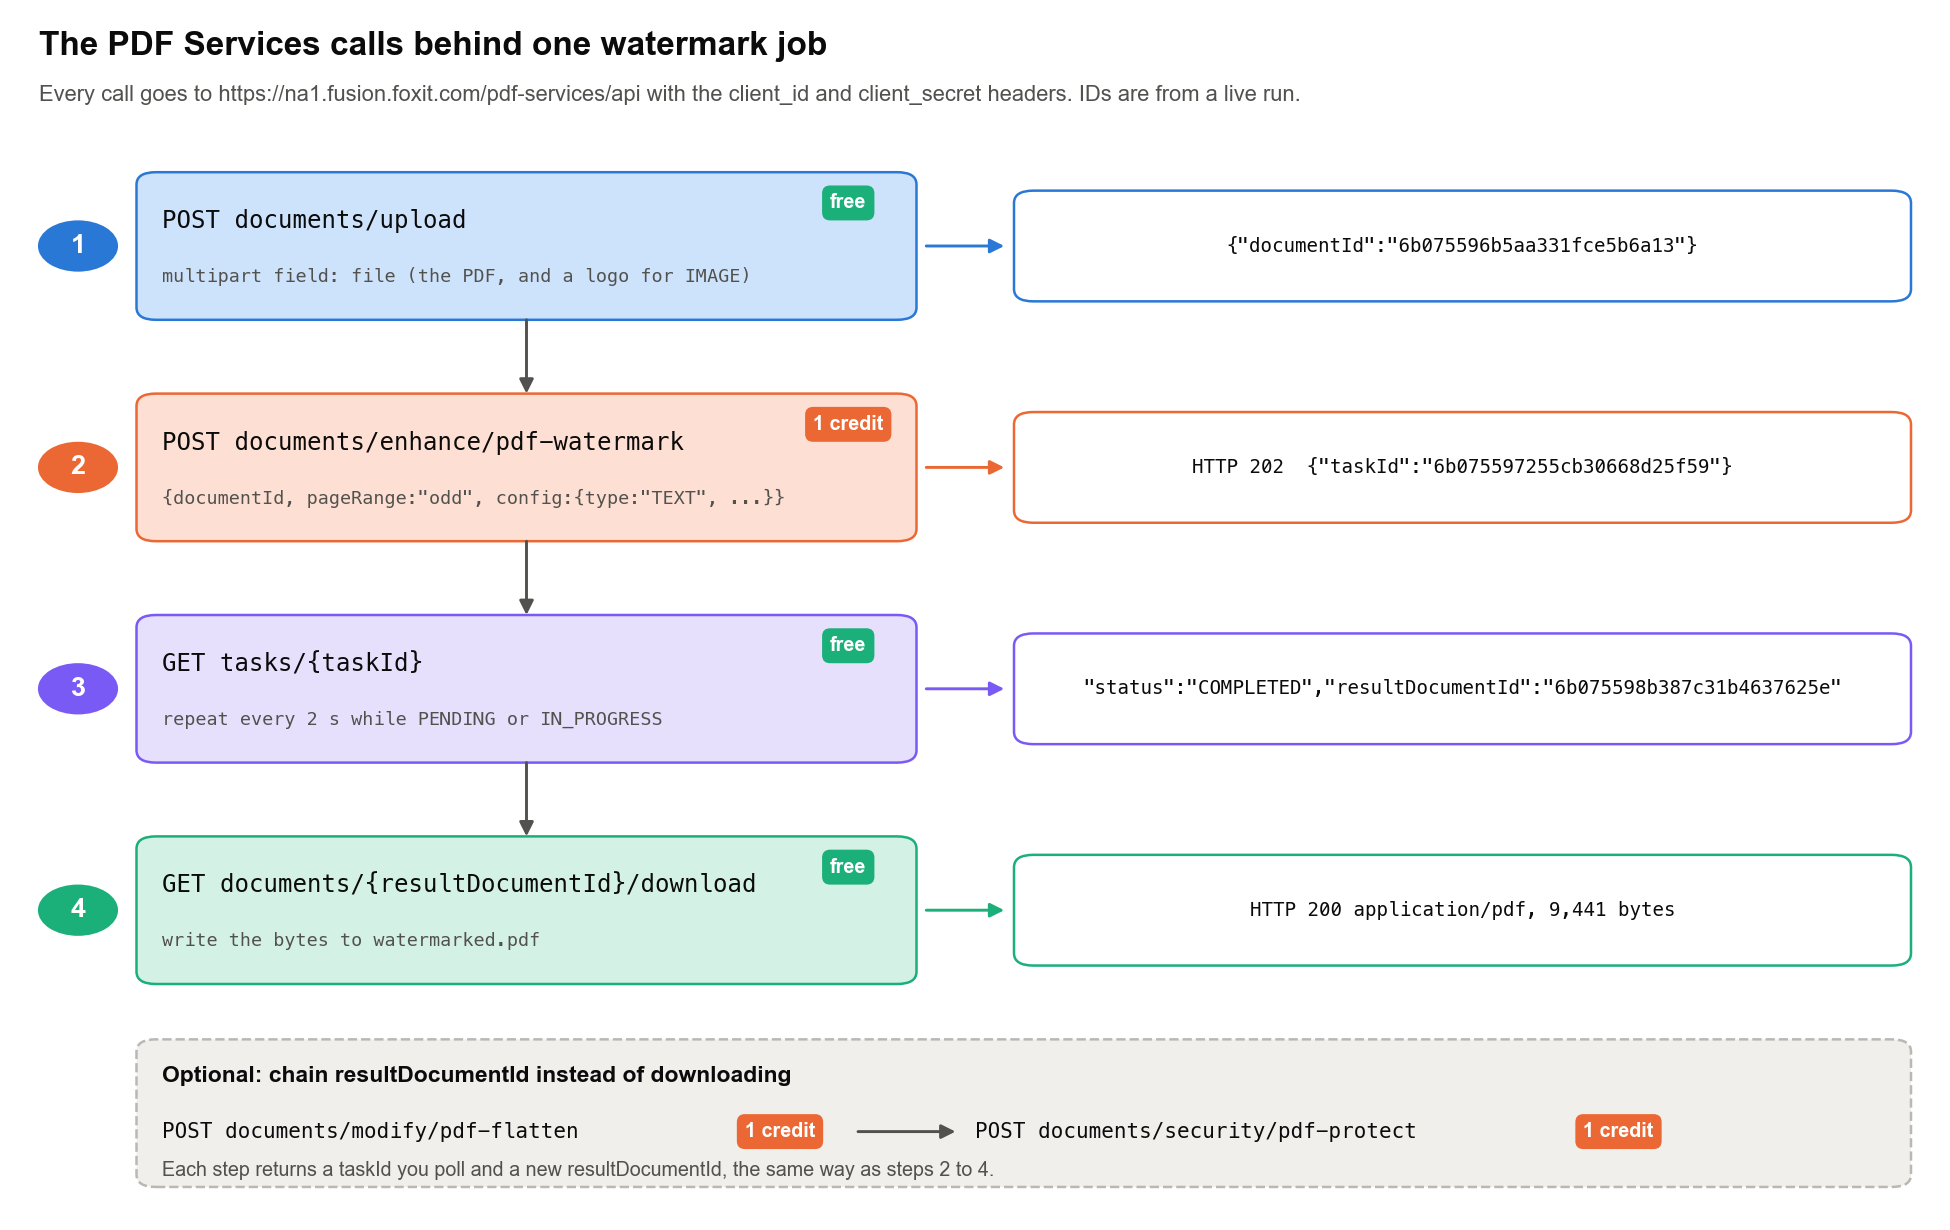 The PDF Services calls behind one watermark job
Every call goes to https://na1.fusion.foxit.com/pdf-services/api with the client_id and client_secret headers. IDs are from a live run.
1
POST documents/upload
free
multipart field: file (the PDF, and a logo for IMAGE)
{"documentId":"6b075596b5aa331fce5b6a13"}
2
POST documents/enhance/pdf-watermark
1 credit
{documentId, pageRange:"odd", config:{type:"TEXT", ...}}
HTTP 202 {"taskId":"6b075597255cb30668d25f59"}
3
GET tasks/{taskId}
free
repeat every 2 s while PENDING or IN_PROGRESS
"status":"COMPLETED","resultDocumentId":"6b075598b387c31b4637625e"
4
GET documents/{resultDocumentId}/download
free
write the bytes to watermarked.pdf
HTTP 200 application/pdf, 9,441 bytes
Optional: chain resultDocumentId instead of downloading
POST documents/modify/pdf-flatten 1 credit POST documents/security/pdf-protect 1 credit
Each step returns a taskId you poll and a new resultDocumentId, the same way as steps 2 to 4.